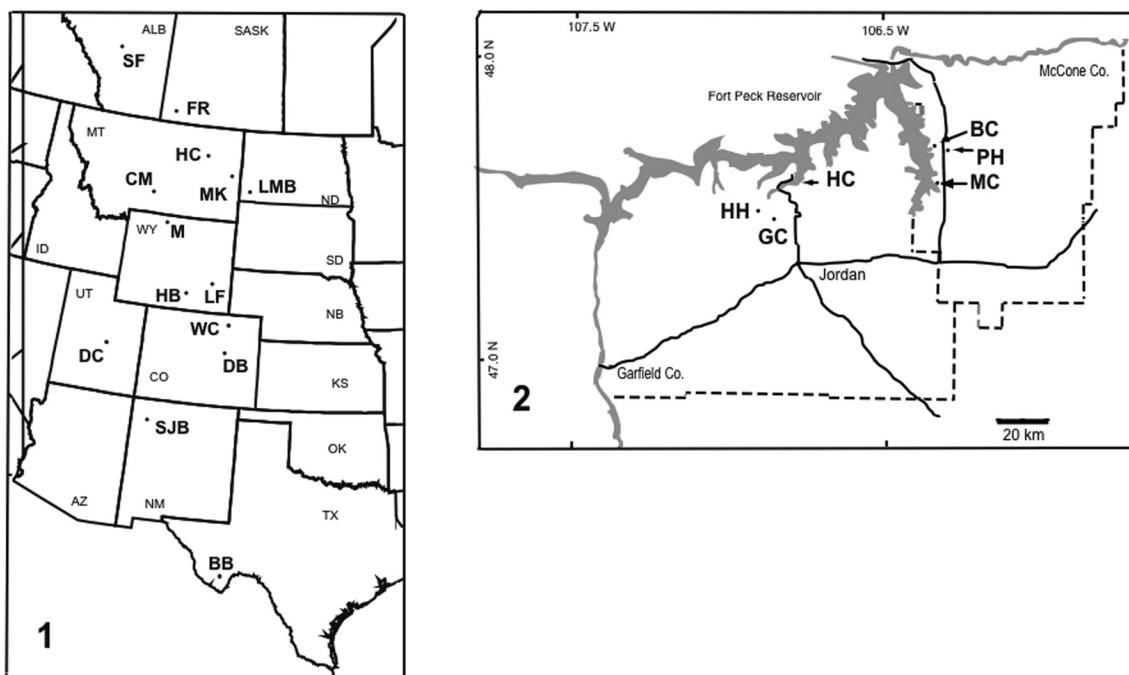 ALB
SASK
SF
FR
MT
HC
CM
MK
LMB
ND
WY
M
ID
SD
HB
LF
UT
NB
WC
DC
DB
CO
KS
SJB
OK
AZ
NM
TX
BB
1
107.5 W
106.5 W
48.0 N
McCone Co.
Fort Peck Reservoir
BC
PH
HC
MC
HH
GC
Jordan
47.0 N
Garfield Co.
2
20 km